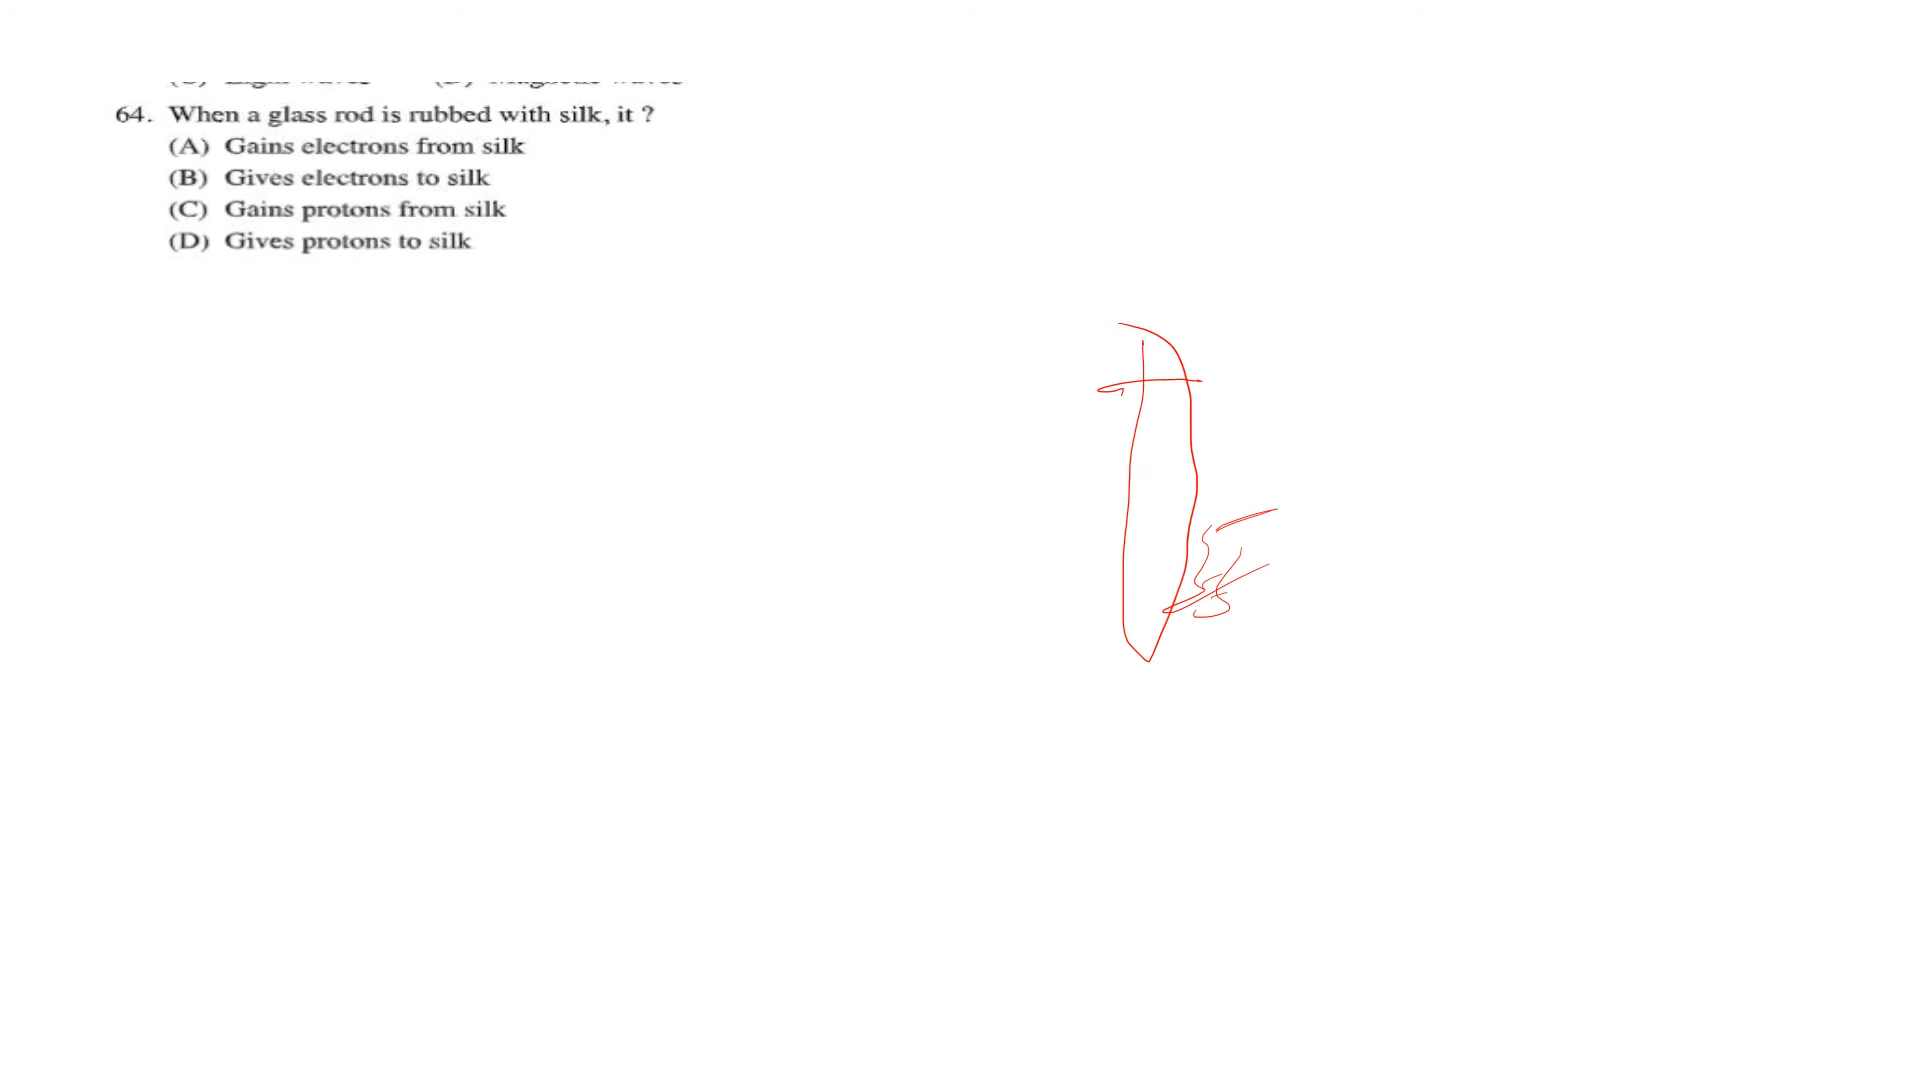 64. When a glass rod is rubbed with silk, it ?
(A) Gains electrons from silk
(B) Gives electrons to silk
(C) Gains protons from silk
(D) Gives protons to silk